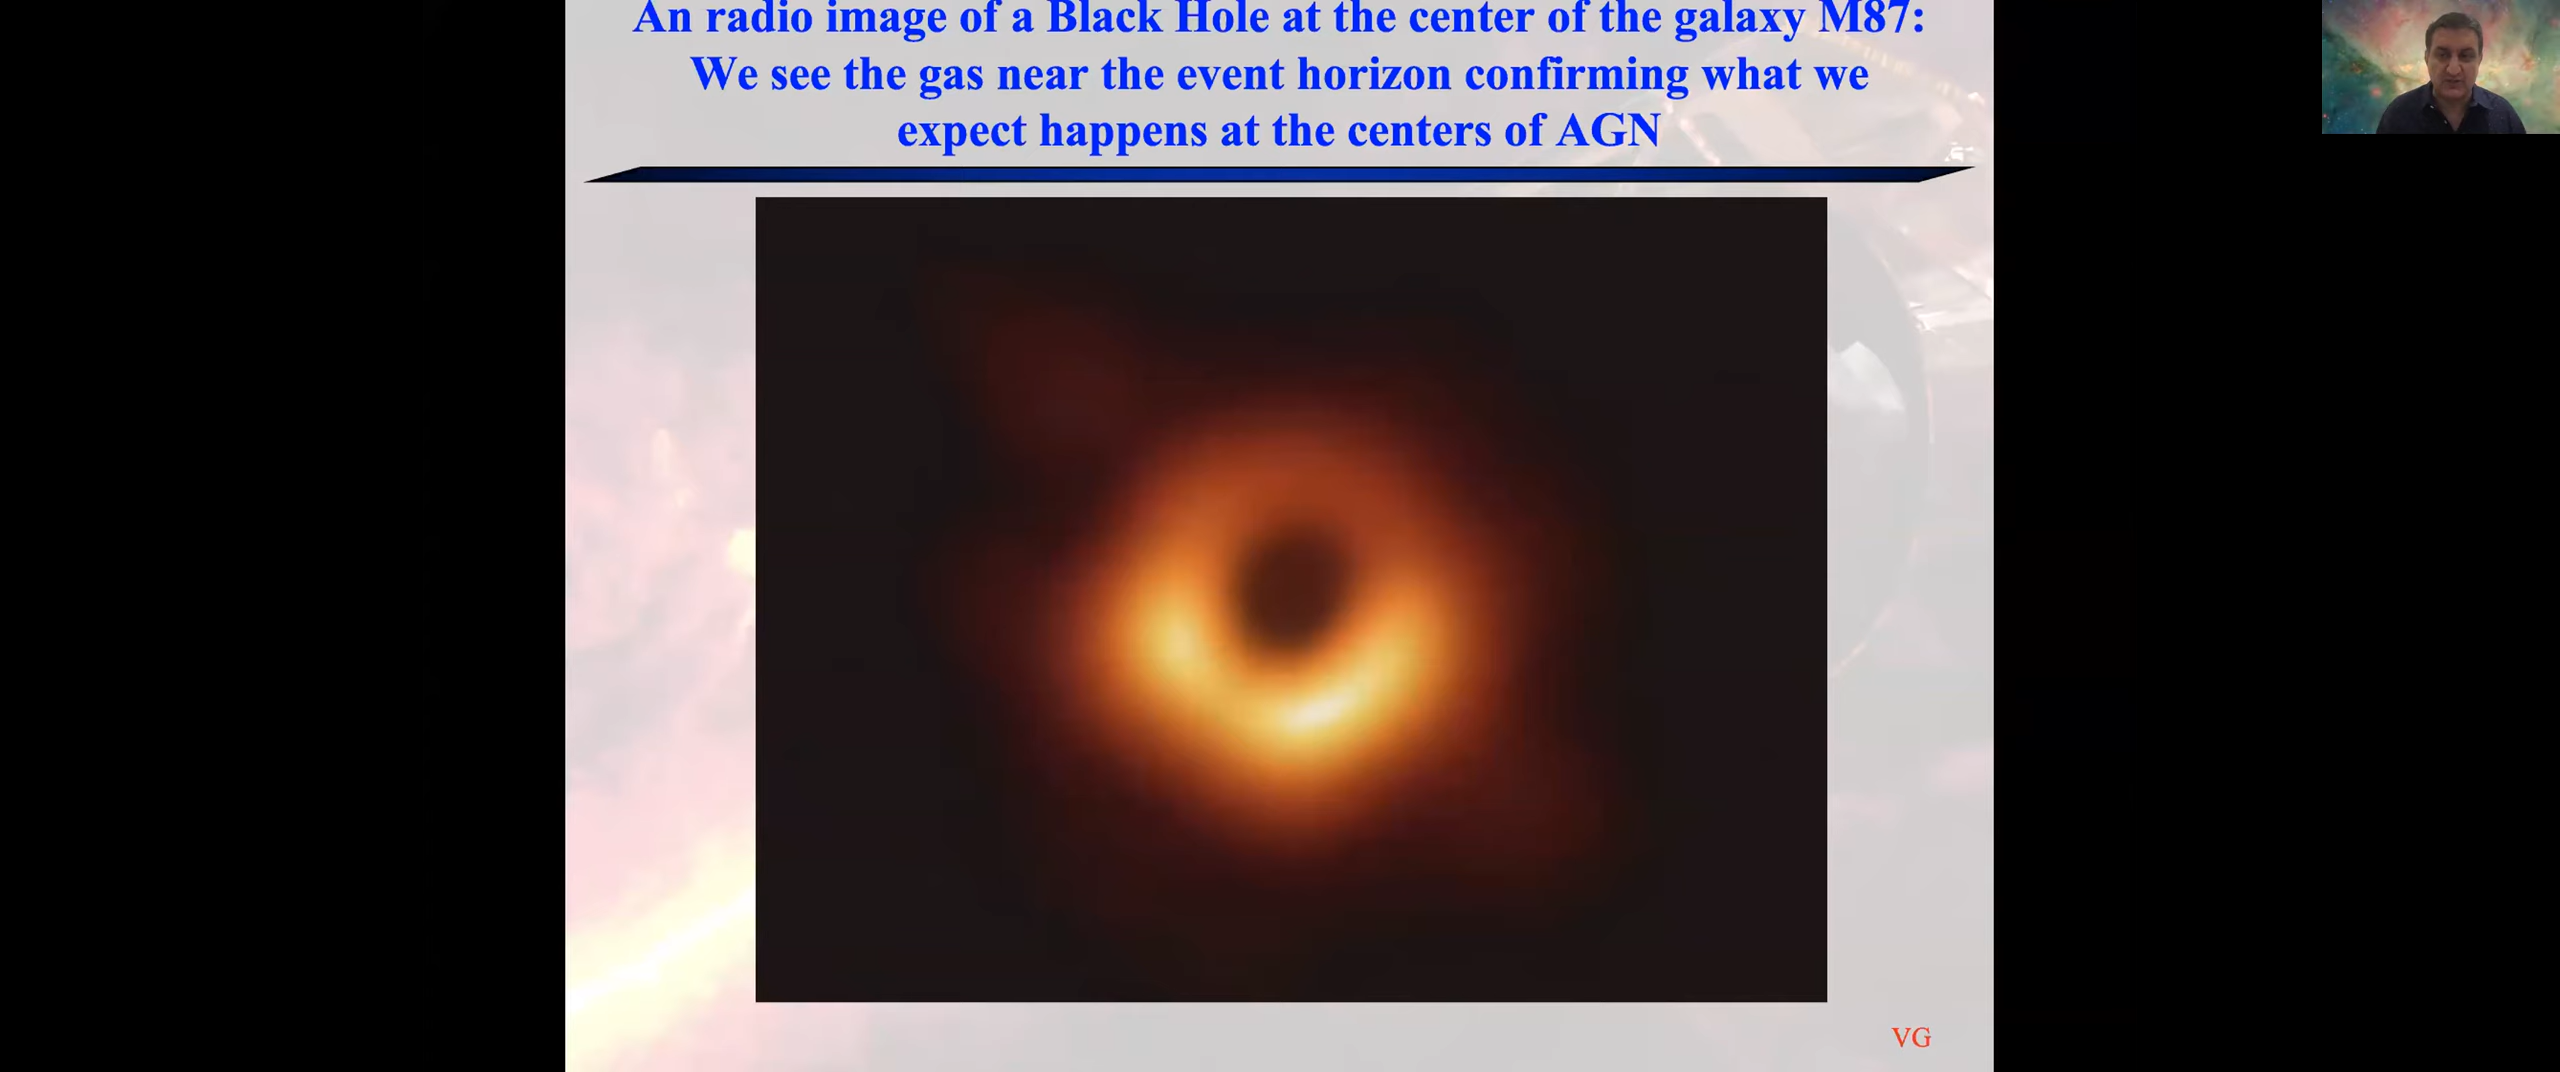 An radio image of a Black Hole at the center of the galaxy M87:
We see the gas near the event horizon confirming what we
expect happens at the centers of AGN
VG